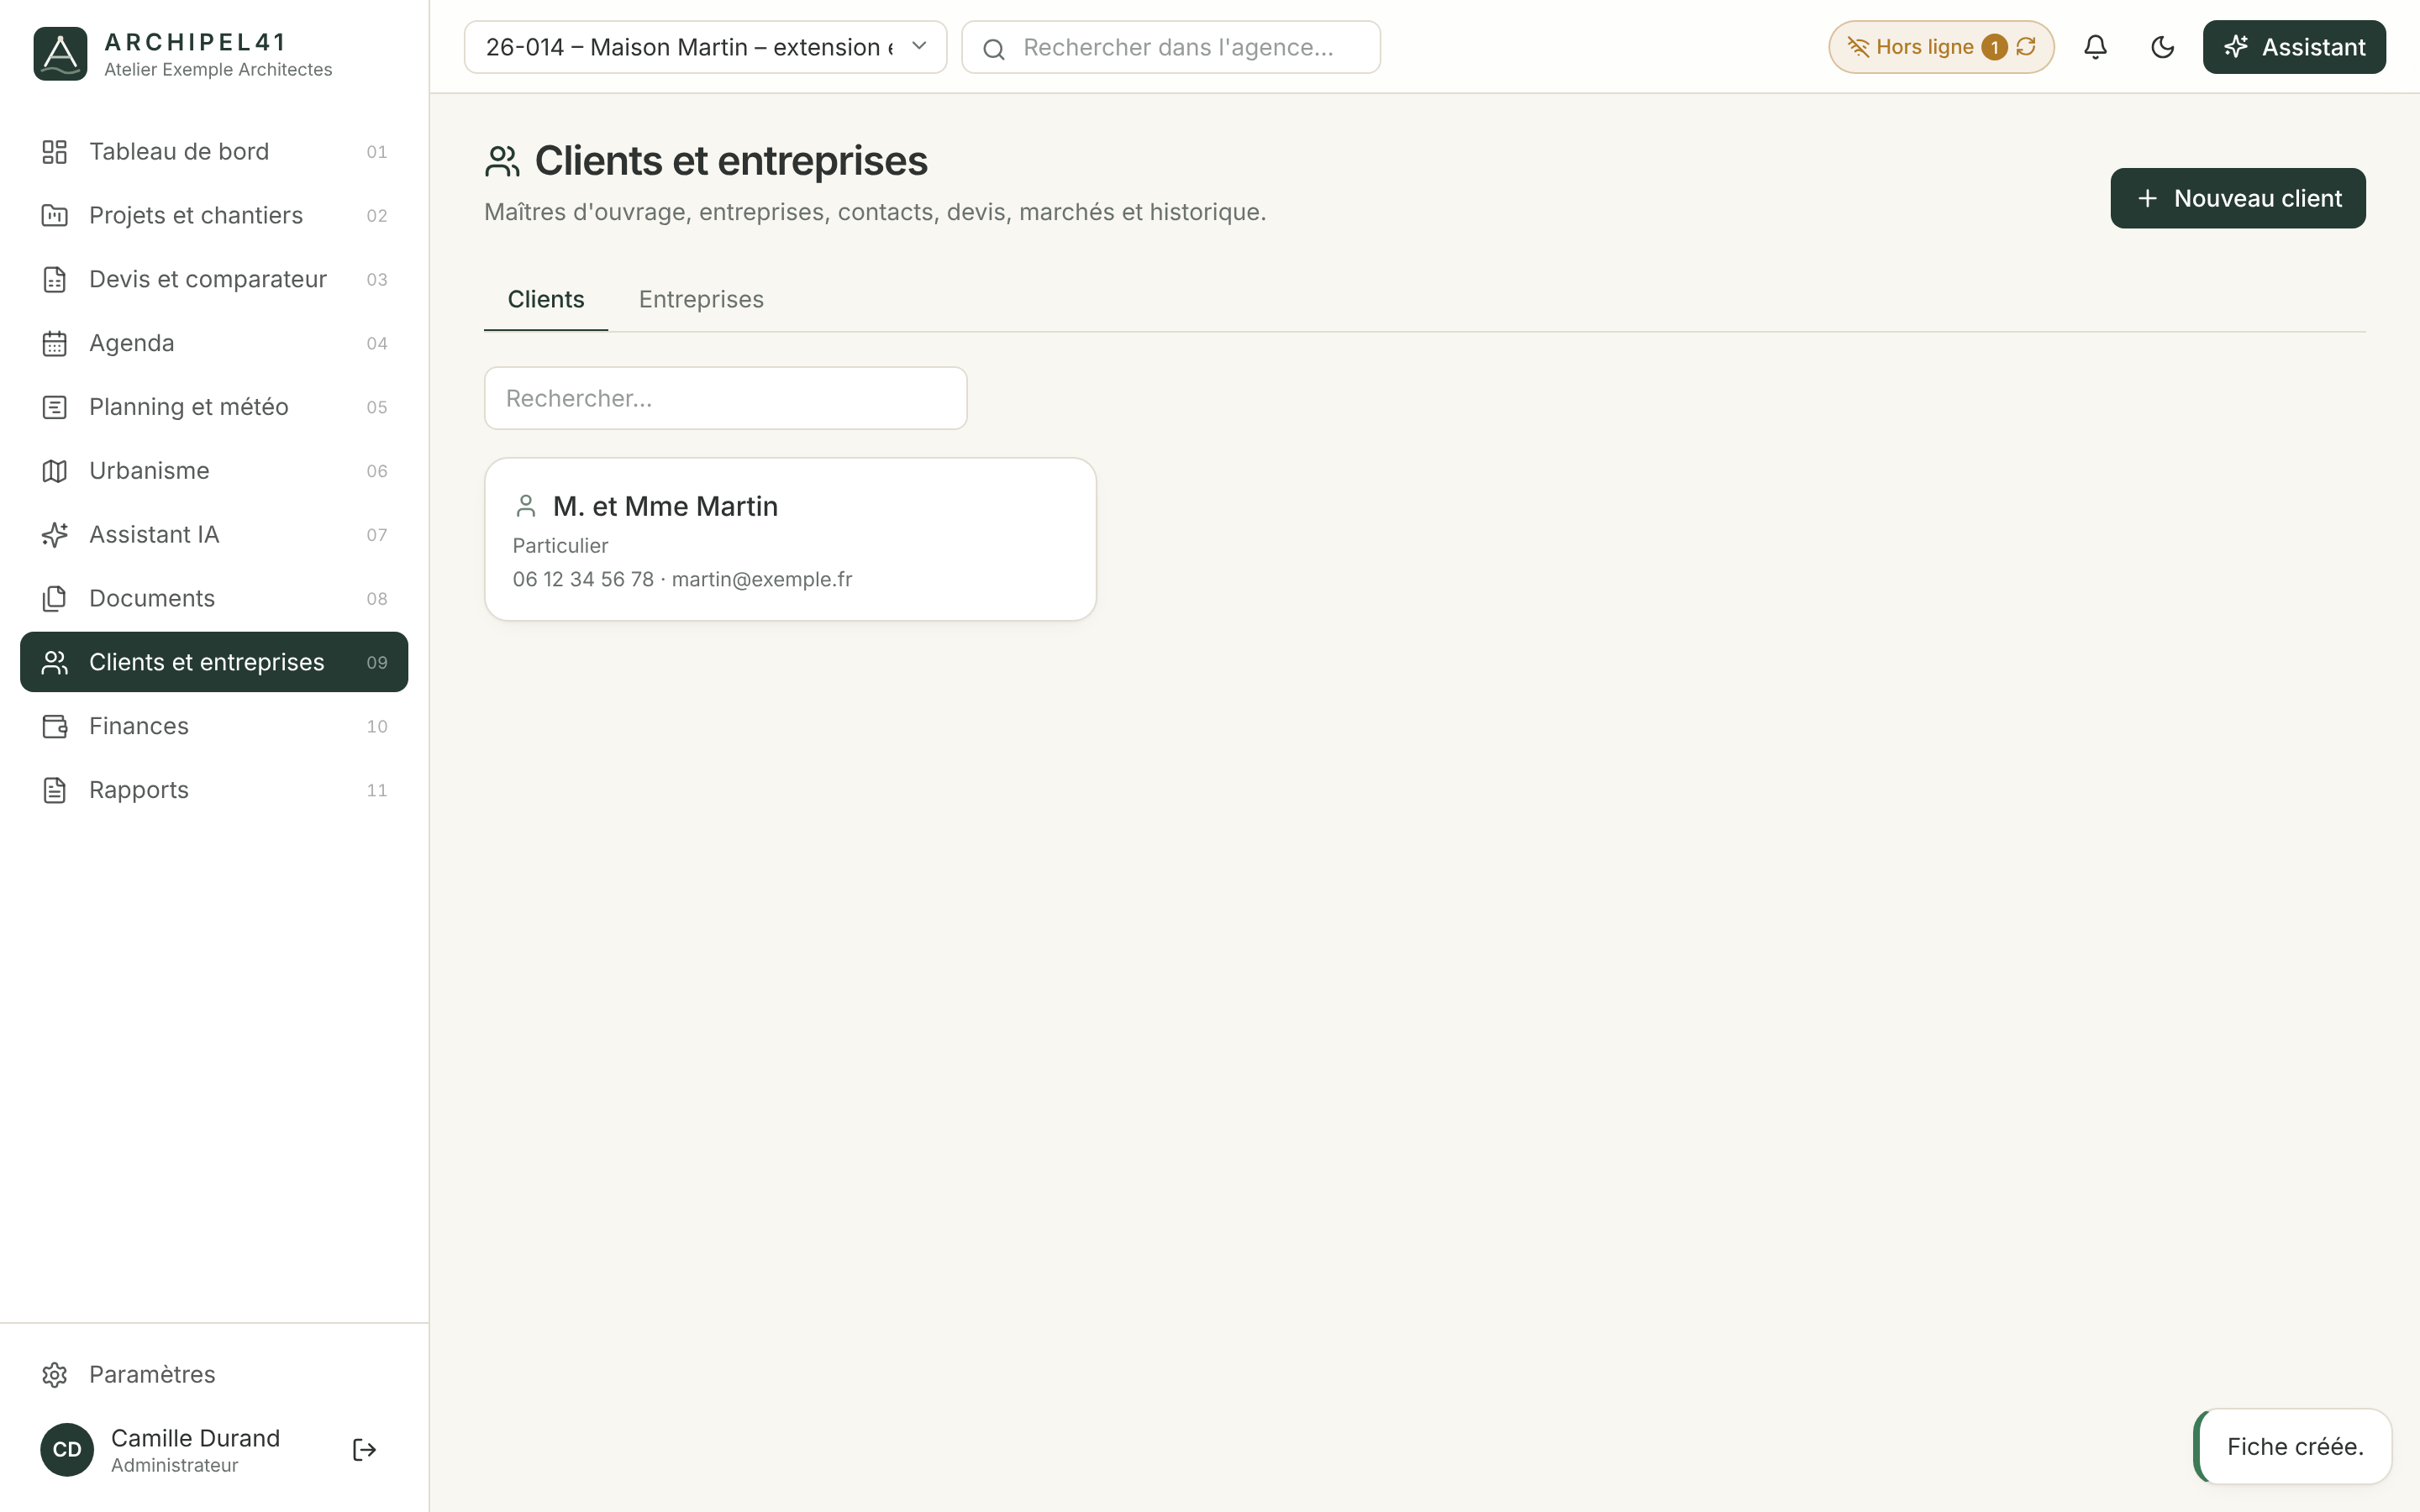 ARCHIPEL41
Atelier Exemple Architectes
Tableau de bord 01
Projets et chantiers 02
Devis et comparateur 03
Agenda 04
Planning et météo 05
Urbanisme 06
Assistant IA 07
Documents 08
Clients et entreprises 09
Finances 10
Rapports 11
Paramètres
CD
Camille Durand
Administrateur
26-014 – Maison Martin – extension
Rechercher dans l'agence...
Hors ligne 1
Assistant
Clients et entreprises
Maîtres d'ouvrage, entreprises, contacts, devis, marchés et historique.
+ Nouveau client
Clients Entreprises
Rechercher...
M. et Mme Martin
Particulier
06 12 34 56 78 · martin@exemple.fr
Fiche créée.